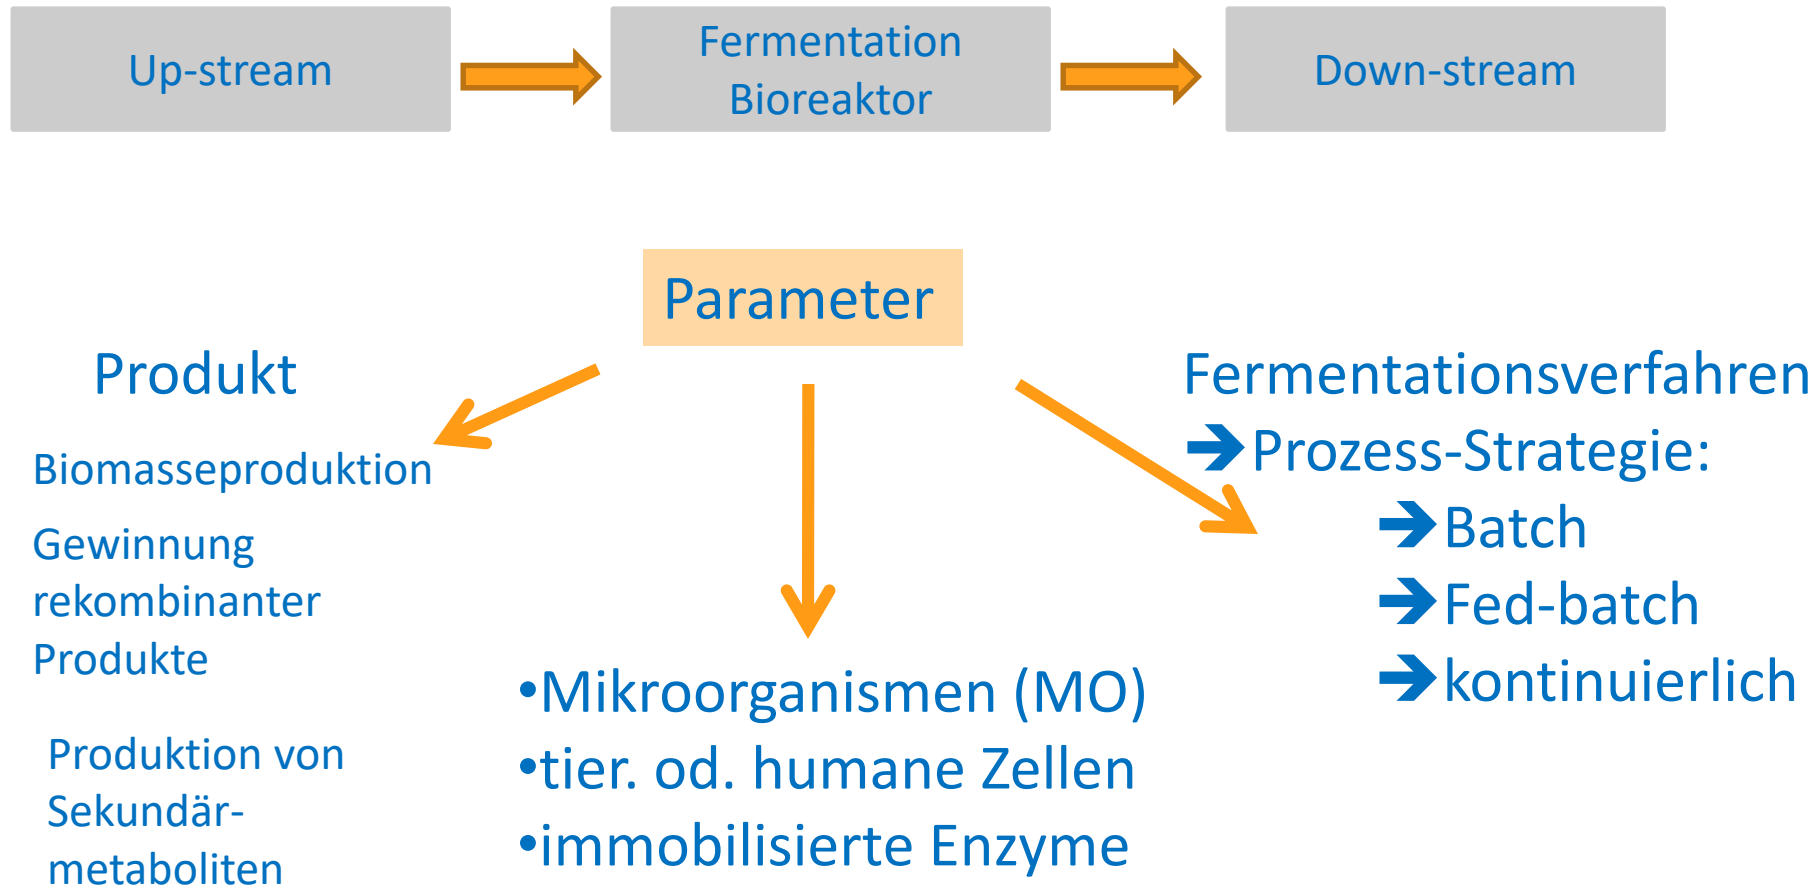 Up-stream
Fermentation
Bioreaktor
Down-stream
Parameter
Produkt
Biomasseproduktion
Gewinnung
rekombinanter
Produkte
Produktion von
Sekundär-
metaboliten
•Mikroorganismen (MO)
•tier. od. humane Zellen
•immobilisierte Enzyme
Fermentationsverfahren
➔Prozess-Strategie:
➔Batch
➔Fed-batch
➔kontinuierlich